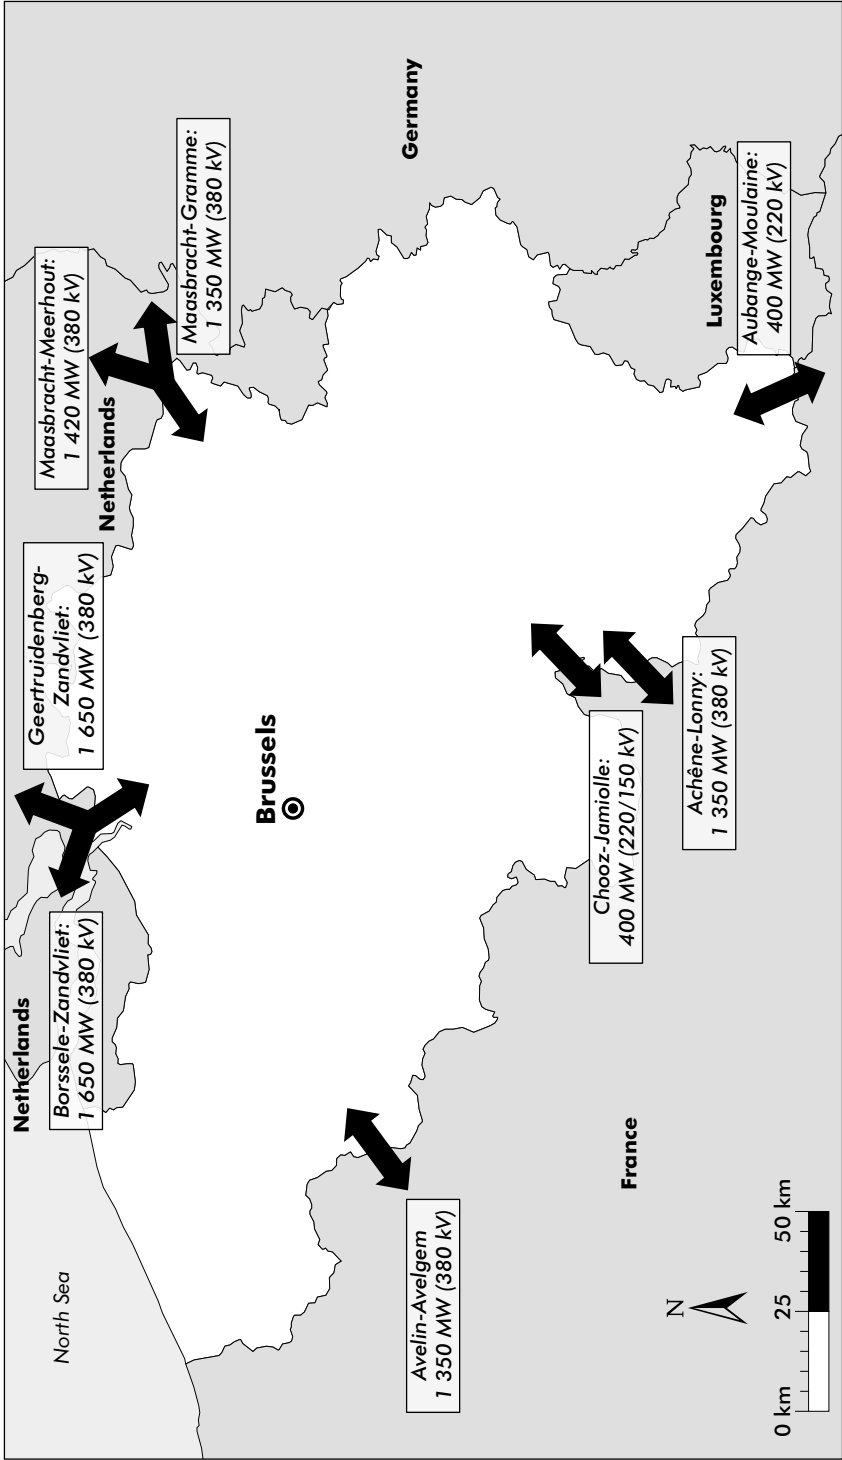 Netherlands
Borssele-Zandvliet:
1 650 MW (380 kV)
Geertruidenberg-
Zandvliet:
1 650 MW (380 kV)
Netherlands
Maasbracht-Meerhout:
1 420 MW (380 kV)
Maasbracht-Gramme:
1 350 MW (380 kV)
North Sea
Brussels
Germany
Avelin-Avelgem
1 350 MW (380 kV)
Chooz-Jamiolle:
400 MW (220/150 kV)
Achêne-Lonny:
1 350 MW (380 kV)
Luxembourg
Aubange-Moulaine:
400 MW (220 kV)
France
N
0 km
25
50 km